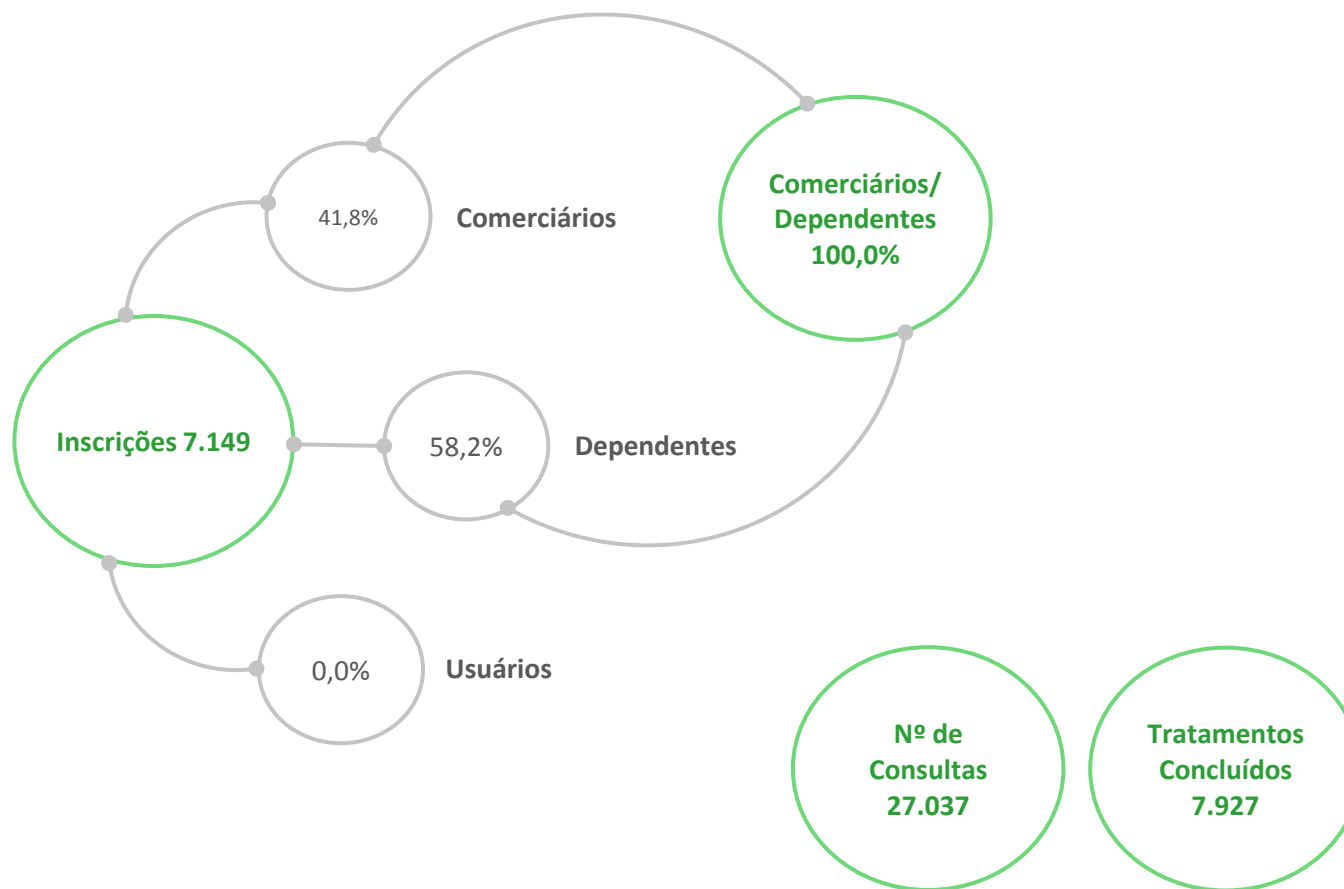 41,8%
Comerciários
Comerciários/
Dependentes
100,0%
Inscrições 7.149
58,2%
Dependentes
0,0%
Usuários
Nº de
Consultas
27.037
Tratamentos
Concluídos
7.927